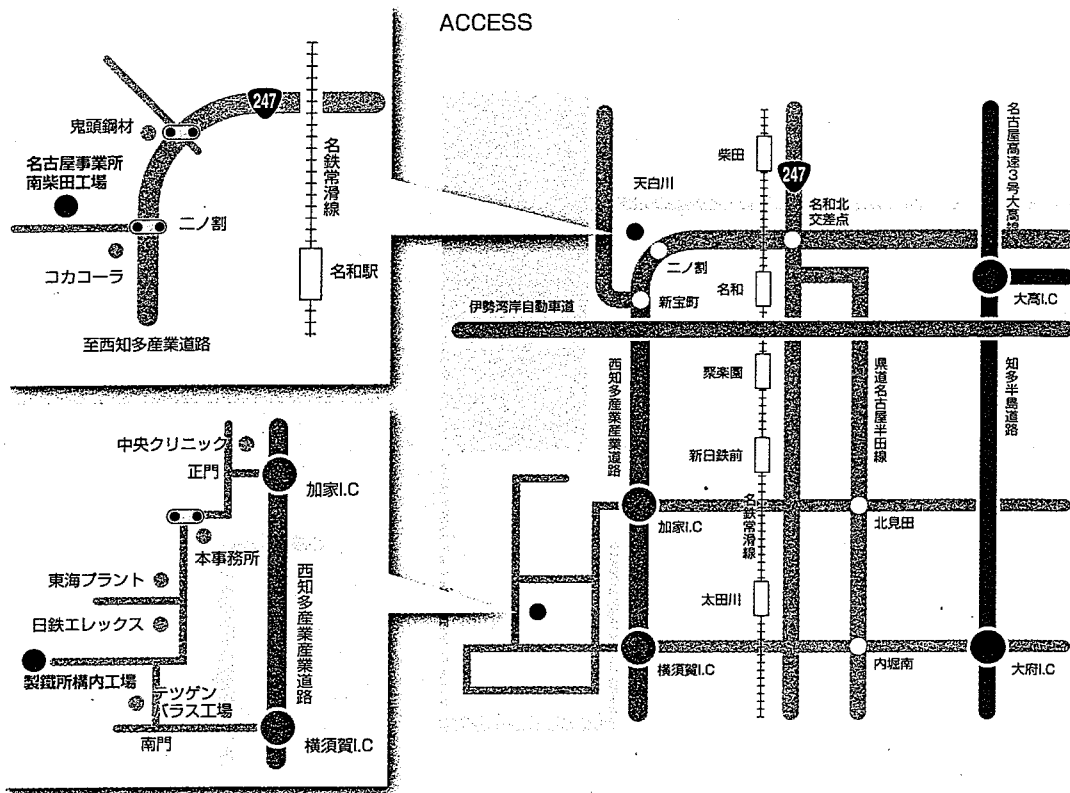 ACCESS
247
鬼頭鋼材
名古屋事業所
南柴田工場
二ノ割
コカコーラ
名鉄常滑線
名和駅
至西知多産業道路
中央クリニック
正門
加家I.C
本事務所
東海プラント
日鉄エレックス
製鐵所構内工場
テツゲン
バラス工場
南門
横須賀I.C
西知多産業産業道路
柴田
天白川
247
名和北
交差点
名古屋高速3号大高線
二ノ割
名和
新宝町
大高I.C
伊勢湾岸自動車道
西知多産業産業道路
聚楽園
県道名古屋半田線
知多半島道路
新日鉄前
名鉄常滑線
加家I.C
北見田
太田川
横須賀I.C
内堀南
大府I.C